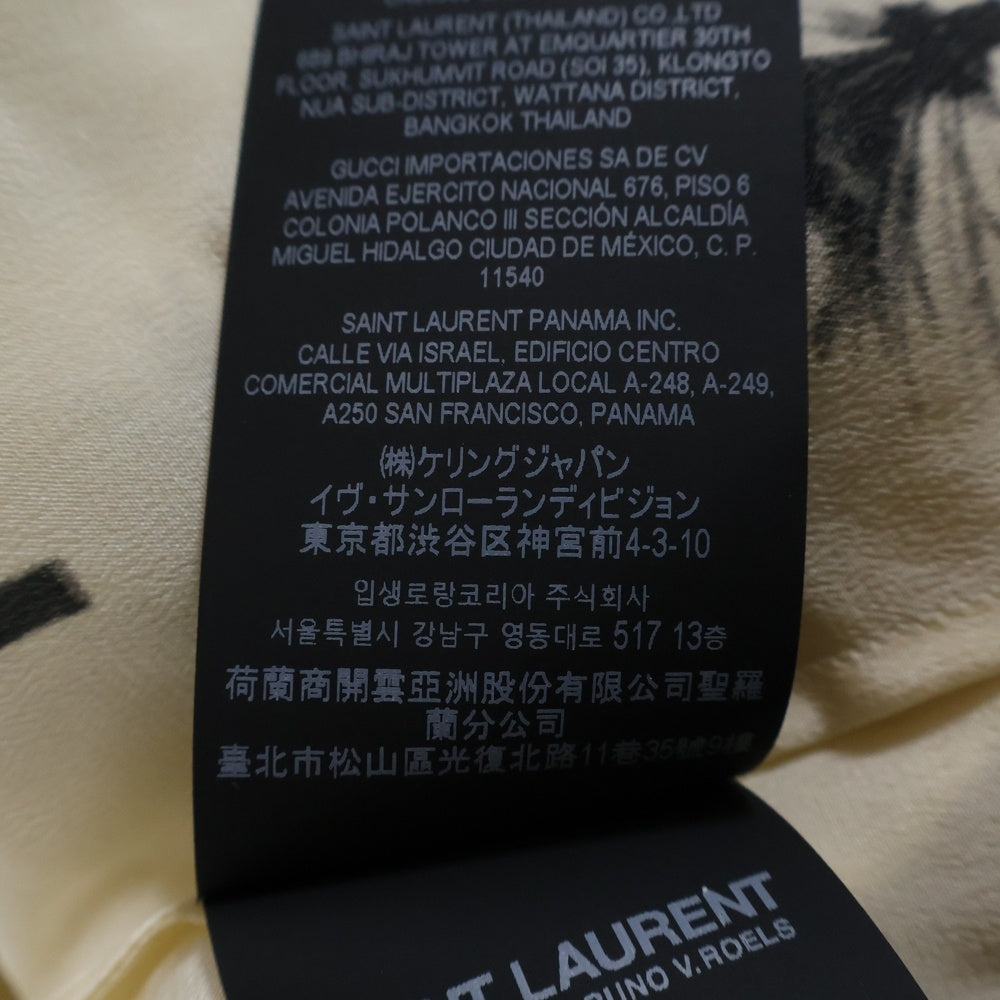 SAINT LAURENT (THAILAND) CO .LTD
689 BHIRAJ TOWER AT EMQUARTIER 30TH
FLOOR, SUKHUMVIT ROAD (SOI 35), KLONGTO
NUA SUB-DISTRICT, WATTANA DISTRICT,
BANGKOK THAILAND
GUCCI IMPORTACIONES SA DE CV
AVENIDA EJERCITO NACIONAL 676, PISO 6
COLONIA POLANCO III SECCIÓN ALCALDÍA
MIGUEL HIDALGO CIUDAD DE MÉXICO, C. P.
11540
SAINT LAURENT PANAMA INC.
CALLE VIA ISRAEL, EDIFICIO CENTRO
COMERCIAL MULTIPLAZA LOCAL A-248, A-249,
A250 SAN FRANCISCO, PANAMA
(株)ケリングジャパン
イヴ・サンローランディビジョン
東京都渋谷区神宮前4-3-10
입생로랑코리아 주식회사
서울특별시 강남구 영동대로 517 13층
荷蘭商開雲亞洲股份有限公司聖羅
蘭分公司
臺北市松山區光復北路11巷35號9樓
LAURENT
V. ROELS